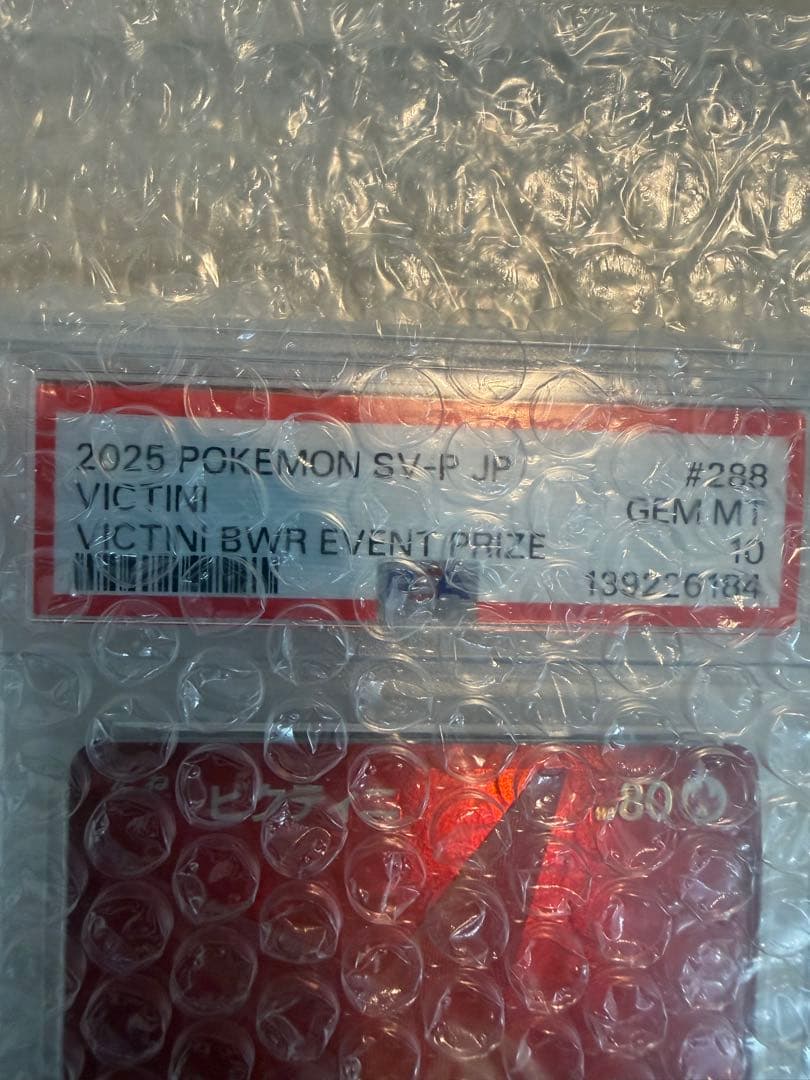 2025 POKEMON SV-P JP #288
VICTINI GEM MT
VICTINI BWR EVENT PRIZE 10
139226184
ビクティニ HP80